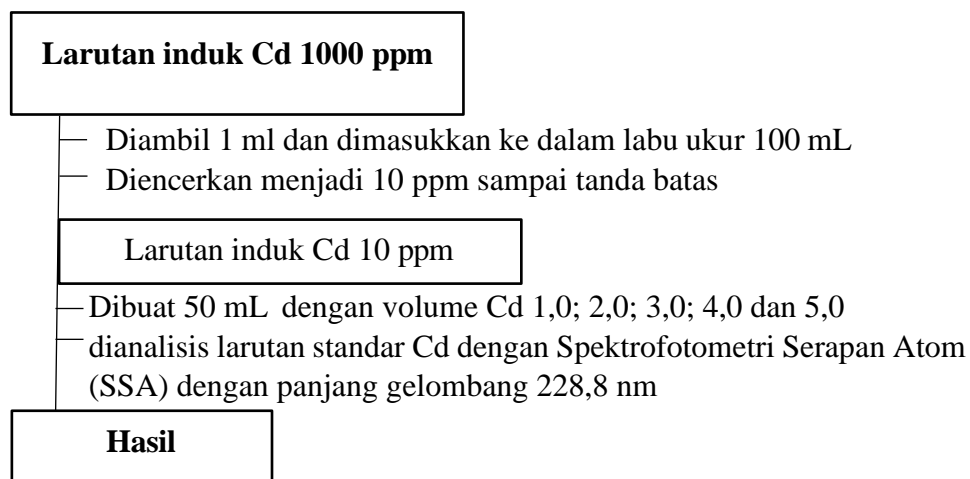 Larutan induk Cd 1000 ppm
Diambil 1 ml dan dimasukkan ke dalam labu ukur 100 mL
Diencerkan menjadi 10 ppm sampai tanda batas
Larutan induk Cd 10 ppm
Dibuat 50 mL dengan volume Cd 1,0; 2,0; 3,0; 4,0 dan 5,0
dianalisis larutan standar Cd dengan Spektrofotometri Serapan Atom
(SSA) dengan panjang gelombang 228,8 nm
Hasil